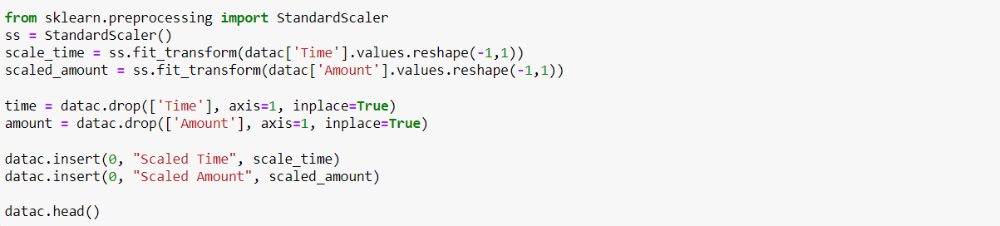 from sklearn.preprocessing import StandardScaler
ss = StandardScaler()
scale_time = ss.fit_transform(datac['Time'].values.reshape(-1,1))
scaled_amount = ss.fit_transform(datac['Amount'].values.reshape(-1,1))
time = datac.drop(['Time'], axis=1, inplace=True)
amount = datac.drop(['Amount'], axis=1, inplace=True)
datac.insert(0, "Scaled Time", scale_time)
datac.insert(0, "Scaled Amount", scaled_amount)
datac.head()